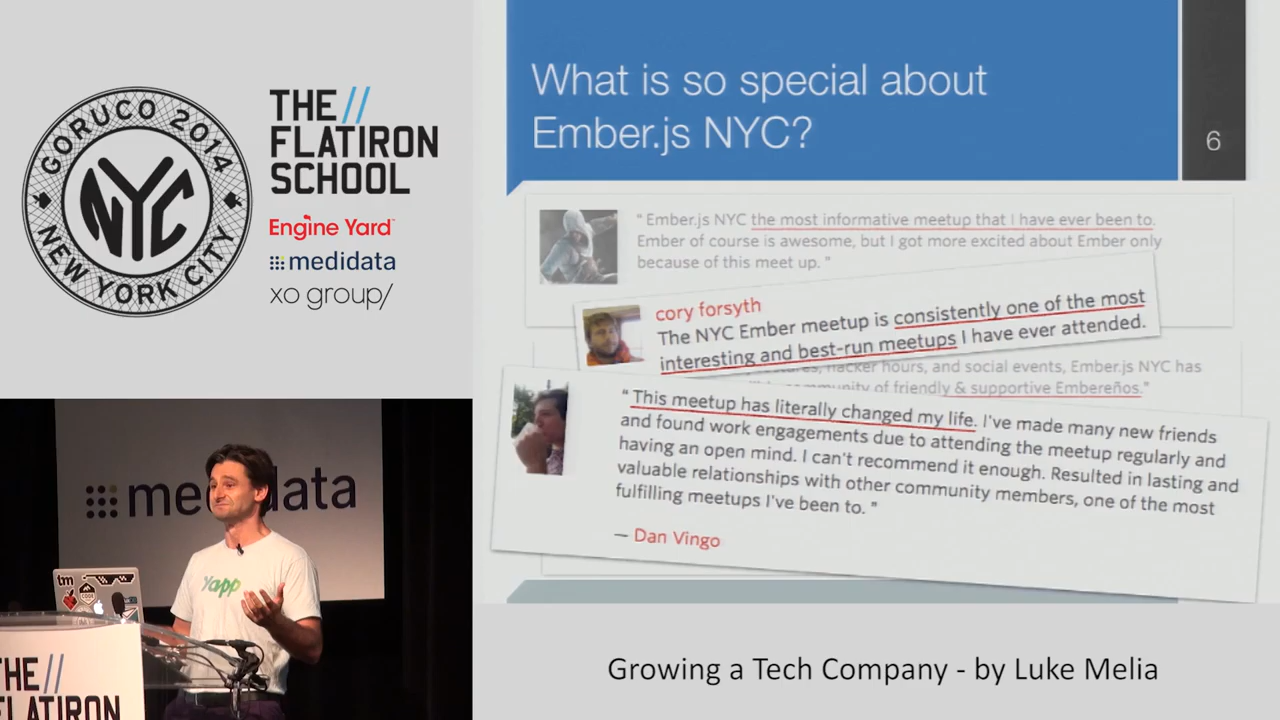 GORUCO 2014
NYC
NEW YORK CITY
THE//
FLATIRON
SCHOOL
Engine Yard
medidata
xo group/
What is so special about
Ember.js NYC?
6
" Ember.js NYC the most informative meetup that I have ever been to.
Ember of course is awesome, but I got more excited about Ember only
because of this meet up. "
cory forsyth
The NYC Ember meetup is consistently one of the most
interesting and best-run meetups I have ever attended.
hacker hours, and social events, Ember.js NYC has
community of friendly & supportive Embereños."
" This meetup has literally changed my life. I've made many new friends
and found work engagements due to attending the meetup regularly and
having an open mind. I can't recommend it enough. Resulted in lasting and
valuable relationships with other community members, one of the most
fulfilling meetups I've been to. "
— Dan Vingo
medidata
Yapp
tm
CODE
THE//
FLATIRON
Growing a Tech Company - by Luke Melia